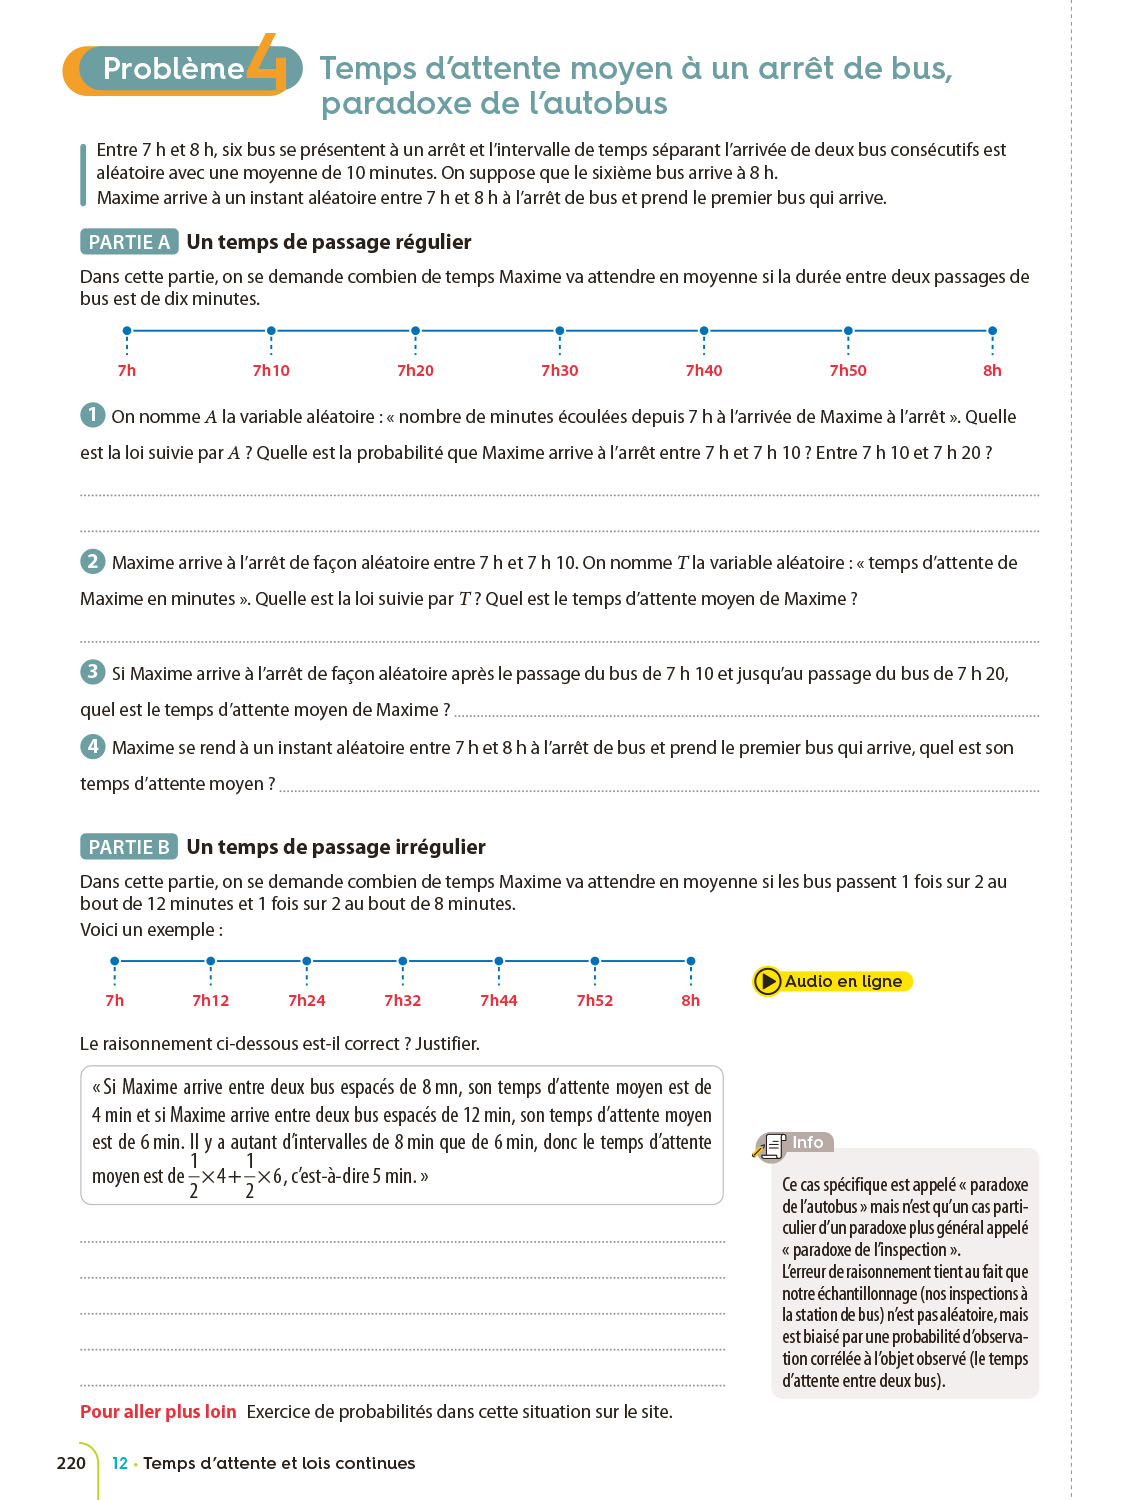 Problème 4
Temps d'attente moyen à un arrêt de bus,
paradoxe de l'autobus
Entre 7 h et 8 h, six bus se présentent à un arrêt et l'intervalle de temps séparant l'arrivée de deux bus consécutifs est
aléatoire avec une moyenne de 10 minutes. On suppose que le sixième bus arrive à 8 h.
Maxime arrive à un instant aléatoire entre 7 h et 8 h à l'arrêt de bus et prend le premier bus qui arrive.
PARTIE A Un temps de passage régulier
Dans cette partie, on se demande combien de temps Maxime va attendre en moyenne si la durée entre deux passages de
bus est de dix minutes.
7h 7h10 7h20 7h30 7h40 7h50 8h
1 On nomme A la variable aléatoire : « nombre de minutes écoulées depuis 7 h à l'arrivée de Maxime à l'arrêt ». Quelle
est la loi suivie par A ? Quelle est la probabilité que Maxime arrive à l'arrêt entre 7 h et 7 h 10 ? Entre 7 h 10 et 7 h 20 ?
2 Maxime arrive à l'arrêt de façon aléatoire entre 7 h et 7 h 10. On nomme T la variable aléatoire : « temps d'attente de
Maxime en minutes ». Quelle est la loi suivie par T ? Quel est le temps d'attente moyen de Maxime ?
3 Si Maxime arrive à l'arrêt de façon aléatoire après le passage du bus de 7 h 10 et jusqu'au passage du bus de 7 h 20,
quel est le temps d'attente moyen de Maxime ?
4 Maxime se rend à un instant aléatoire entre 7 h et 8 h à l'arrêt de bus et prend le premier bus qui arrive, quel est son
temps d'attente moyen ?
PARTIE B Un temps de passage irrégulier
Dans cette partie, on se demande combien de temps Maxime va attendre en moyenne si les bus passent 1 fois sur 2 au
bout de 12 minutes et 1 fois sur 2 au bout de 8 minutes.
Voici un exemple :
7h 7h12 7h24 7h32 7h44 7h52 8h
Audio en ligne
Le raisonnement ci-dessous est-il correct ? Justifier.
« Si Maxime arrive entre deux bus espacés de 8 mn, son temps d'attente moyen est de
4 min et si Maxime arrive entre deux bus espacés de 12 min, son temps d'attente moyen
est de 6 min. Il y a autant d'intervalles de 8 min que de 6 min, donc le temps d'attente
moyen est de 1/2 × 4 + 1/2 × 6, c'est-à-dire 5 min. »
Info
Ce cas spécifique est appelé « paradoxe
de l'autobus » mais n'est qu'un cas parti-
culier d'un paradoxe plus général appelé
« paradoxe de l'inspection ».
L'erreur de raisonnement tient au fait que
notre échantillonnage (nos inspections à
la station de bus) n'est pas aléatoire, mais
est biaisé par une probabilité d'observa-
tion corrélée à l'objet observé (le temps
d'attente entre deux bus).
Pour aller plus loin Exercice de probabilités dans cette situation sur le site.
220 12 • Temps d'attente et lois continues